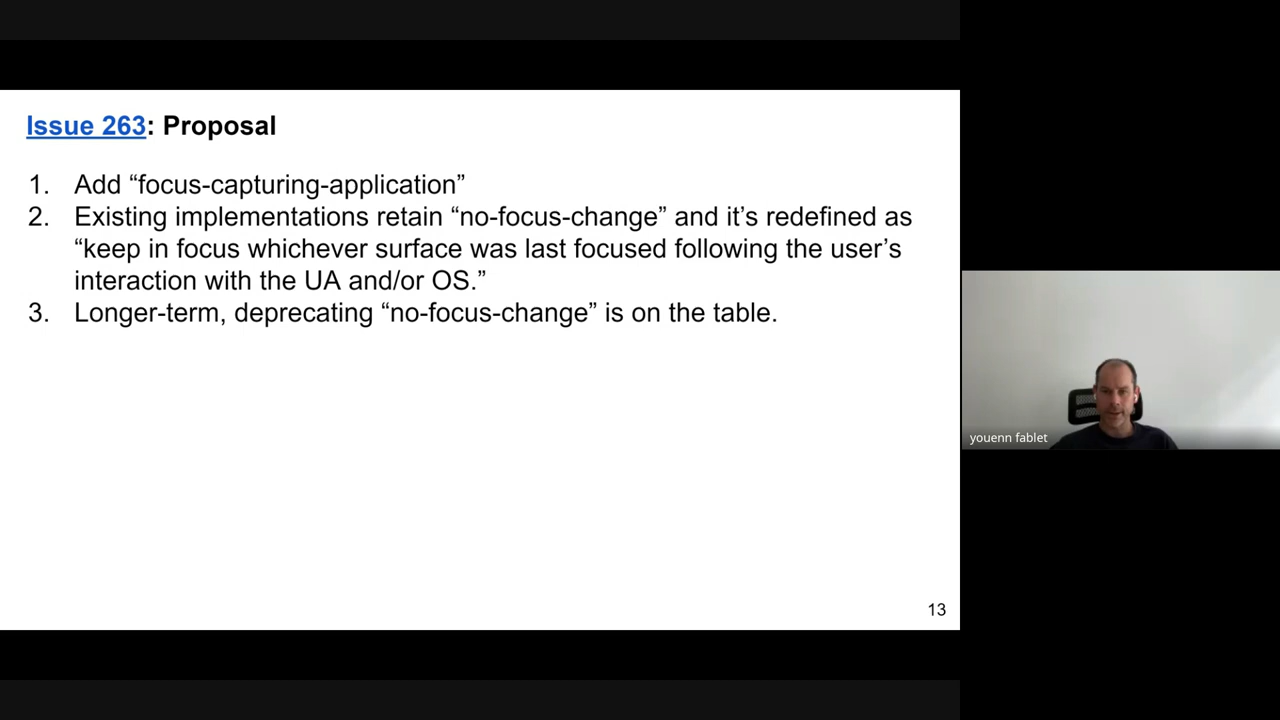 Issue 263: Proposal
1. Add “focus-capturing-application”
2. Existing implementations retain “no-focus-change” and it’s redefined as
“keep in focus whichever surface was last focused following the user’s
interaction with the UA and/or OS.”
3. Longer-term, deprecating “no-focus-change” is on the table.
13
youenn fablet